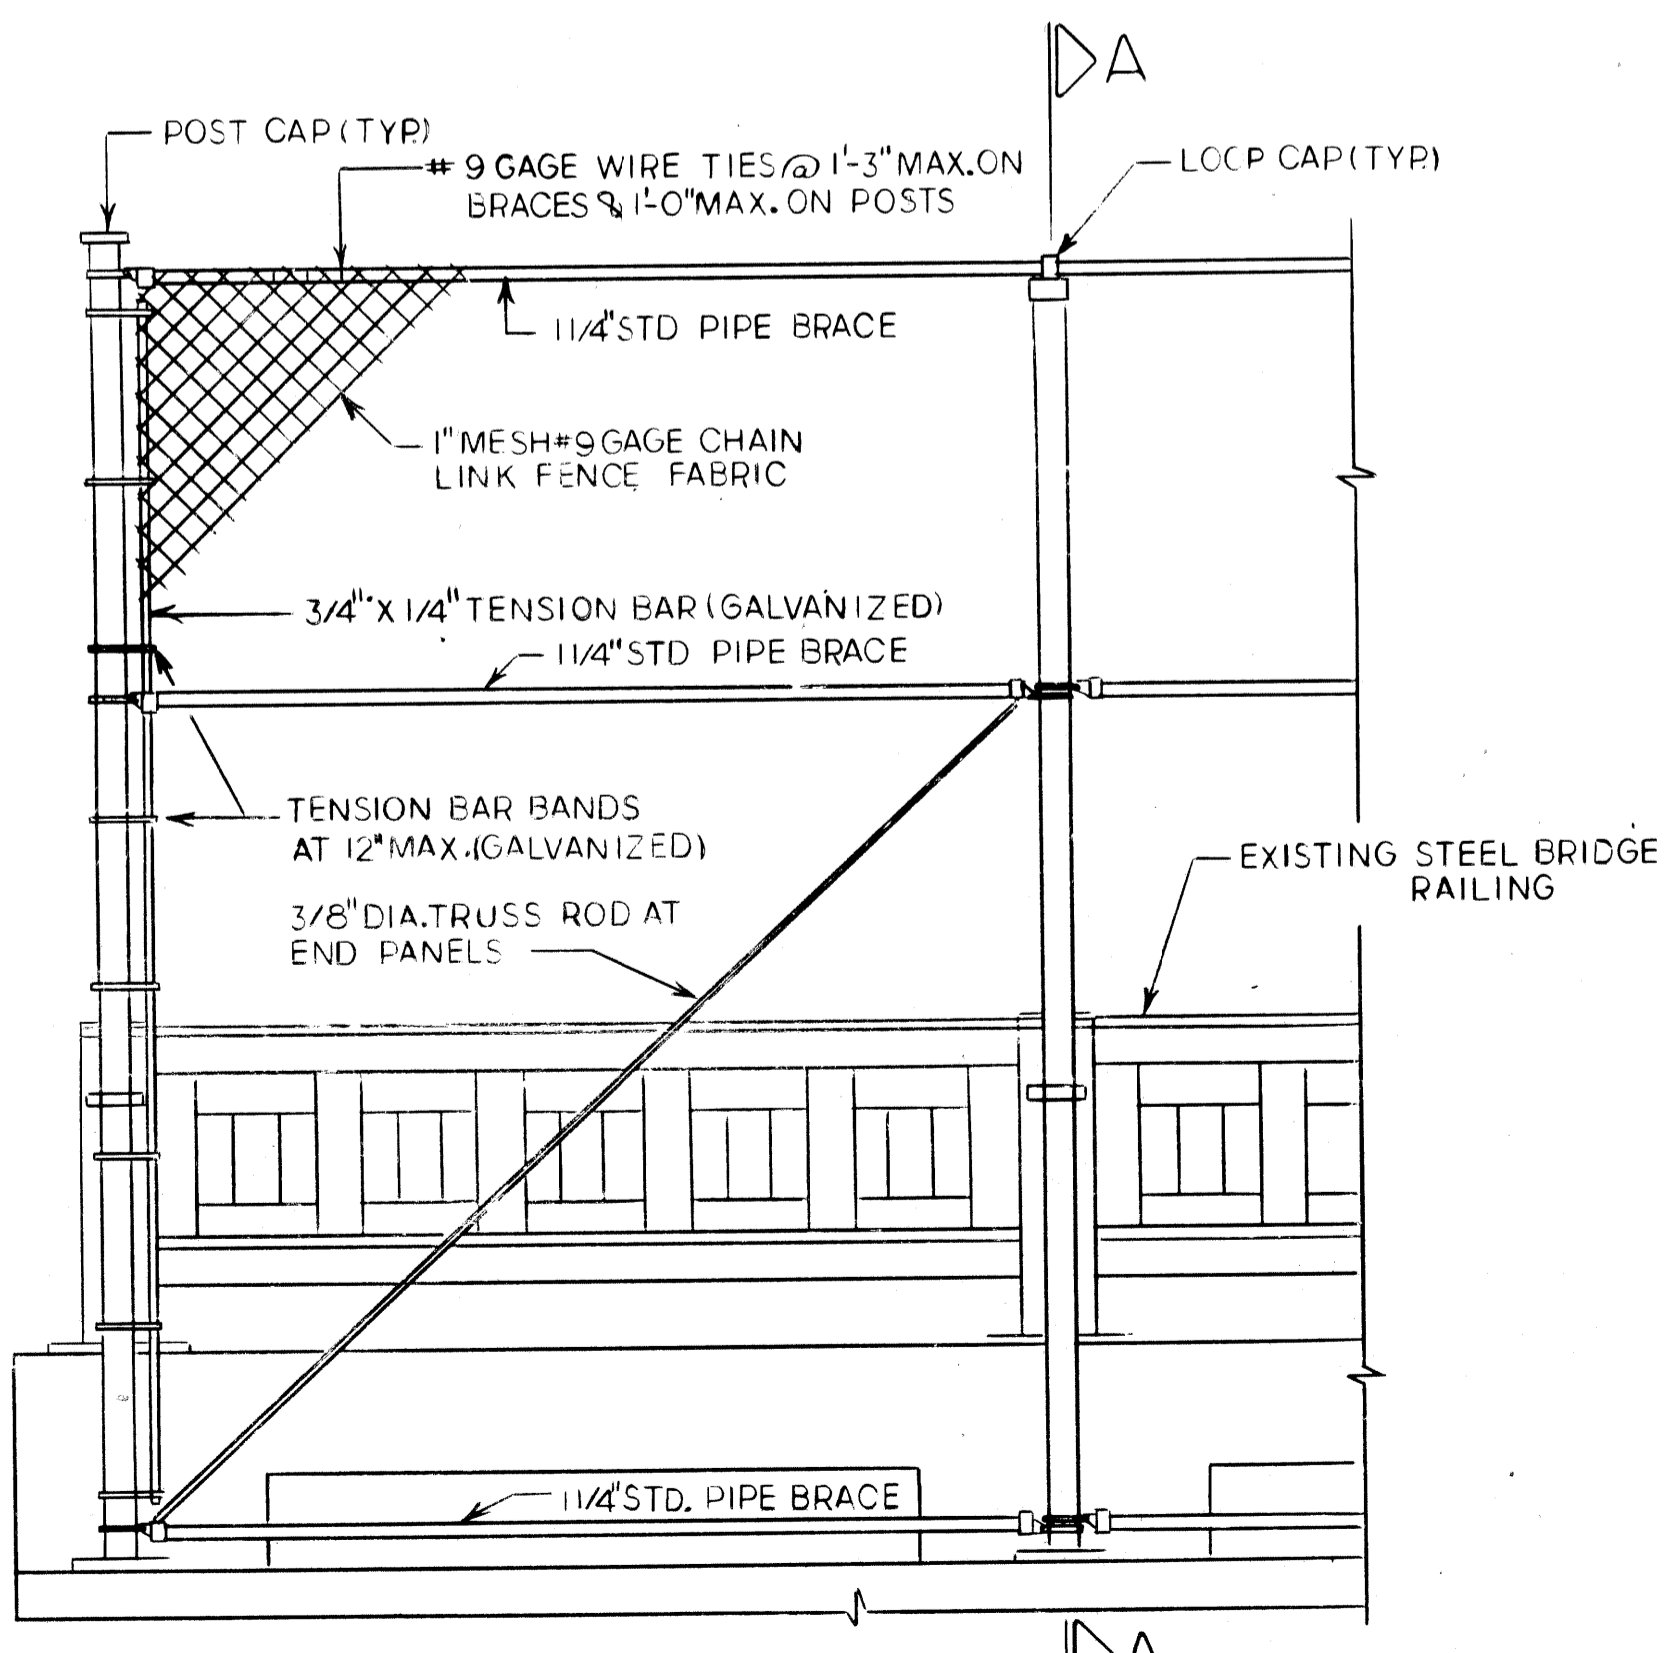 A
POST CAP (TYP.)
# 9 GAGE WIRE TIES @ 1'-3" MAX. ON
BRACES & 1'-0" MAX. ON POSTS
LOOP CAP (TYP.)
1 1/4" STD PIPE BRACE
1" MESH #9 GAGE CHAIN
LINK FENCE FABRIC
3/4" X 1/4" TENSION BAR (GALVANIZED)
1 1/4" STD PIPE BRACE
TENSION BAR BANDS
AT 12" MAX. (GALVANIZED)
EXISTING STEEL BRIDGE
RAILING
3/8" DIA. TRUSS ROD AT
END PANELS
1 1/4" STD. PIPE BRACE
A